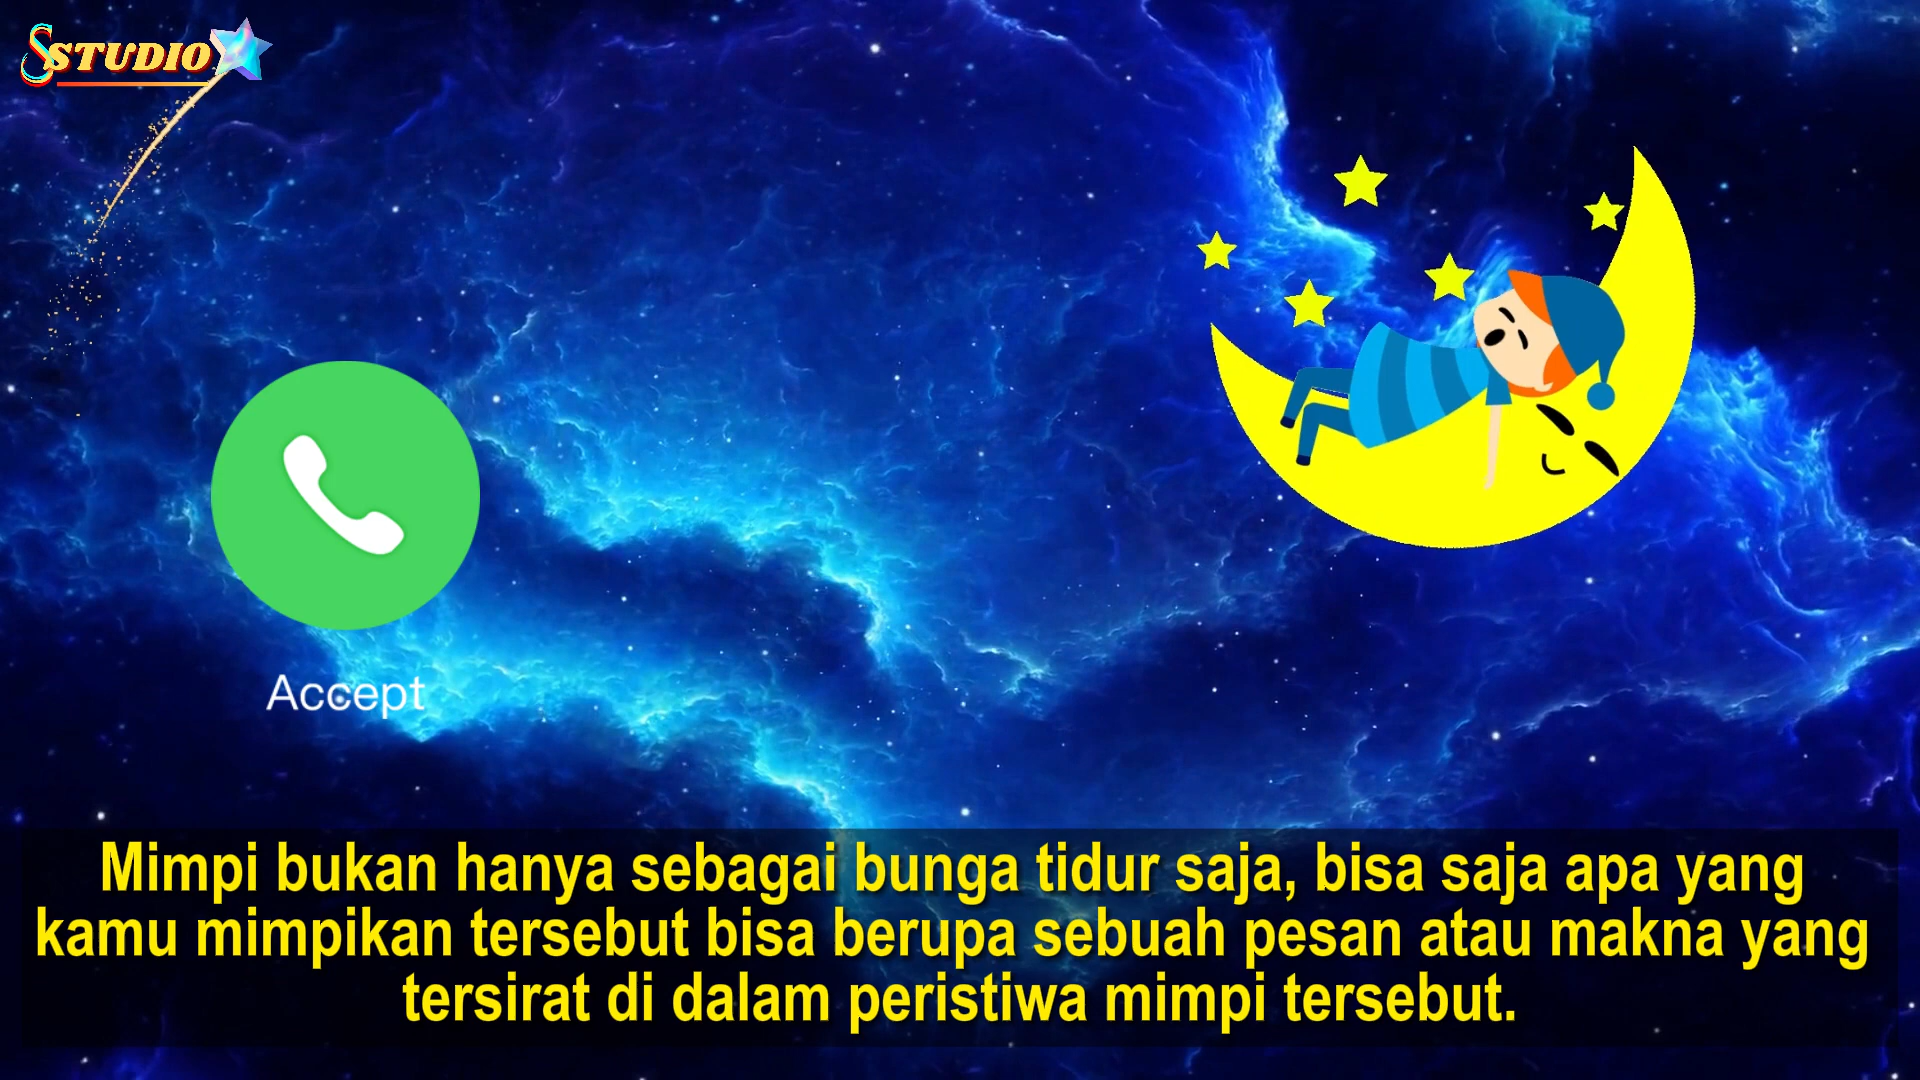 SSTUDIO
Accept
Mimpi bukan hanya sebagai bunga tidur saja, bisa saja apa yang
kamu mimpikan tersebut bisa berupa sebuah pesan atau makna yang
tersirat di dalam peristiwa mimpi tersebut.